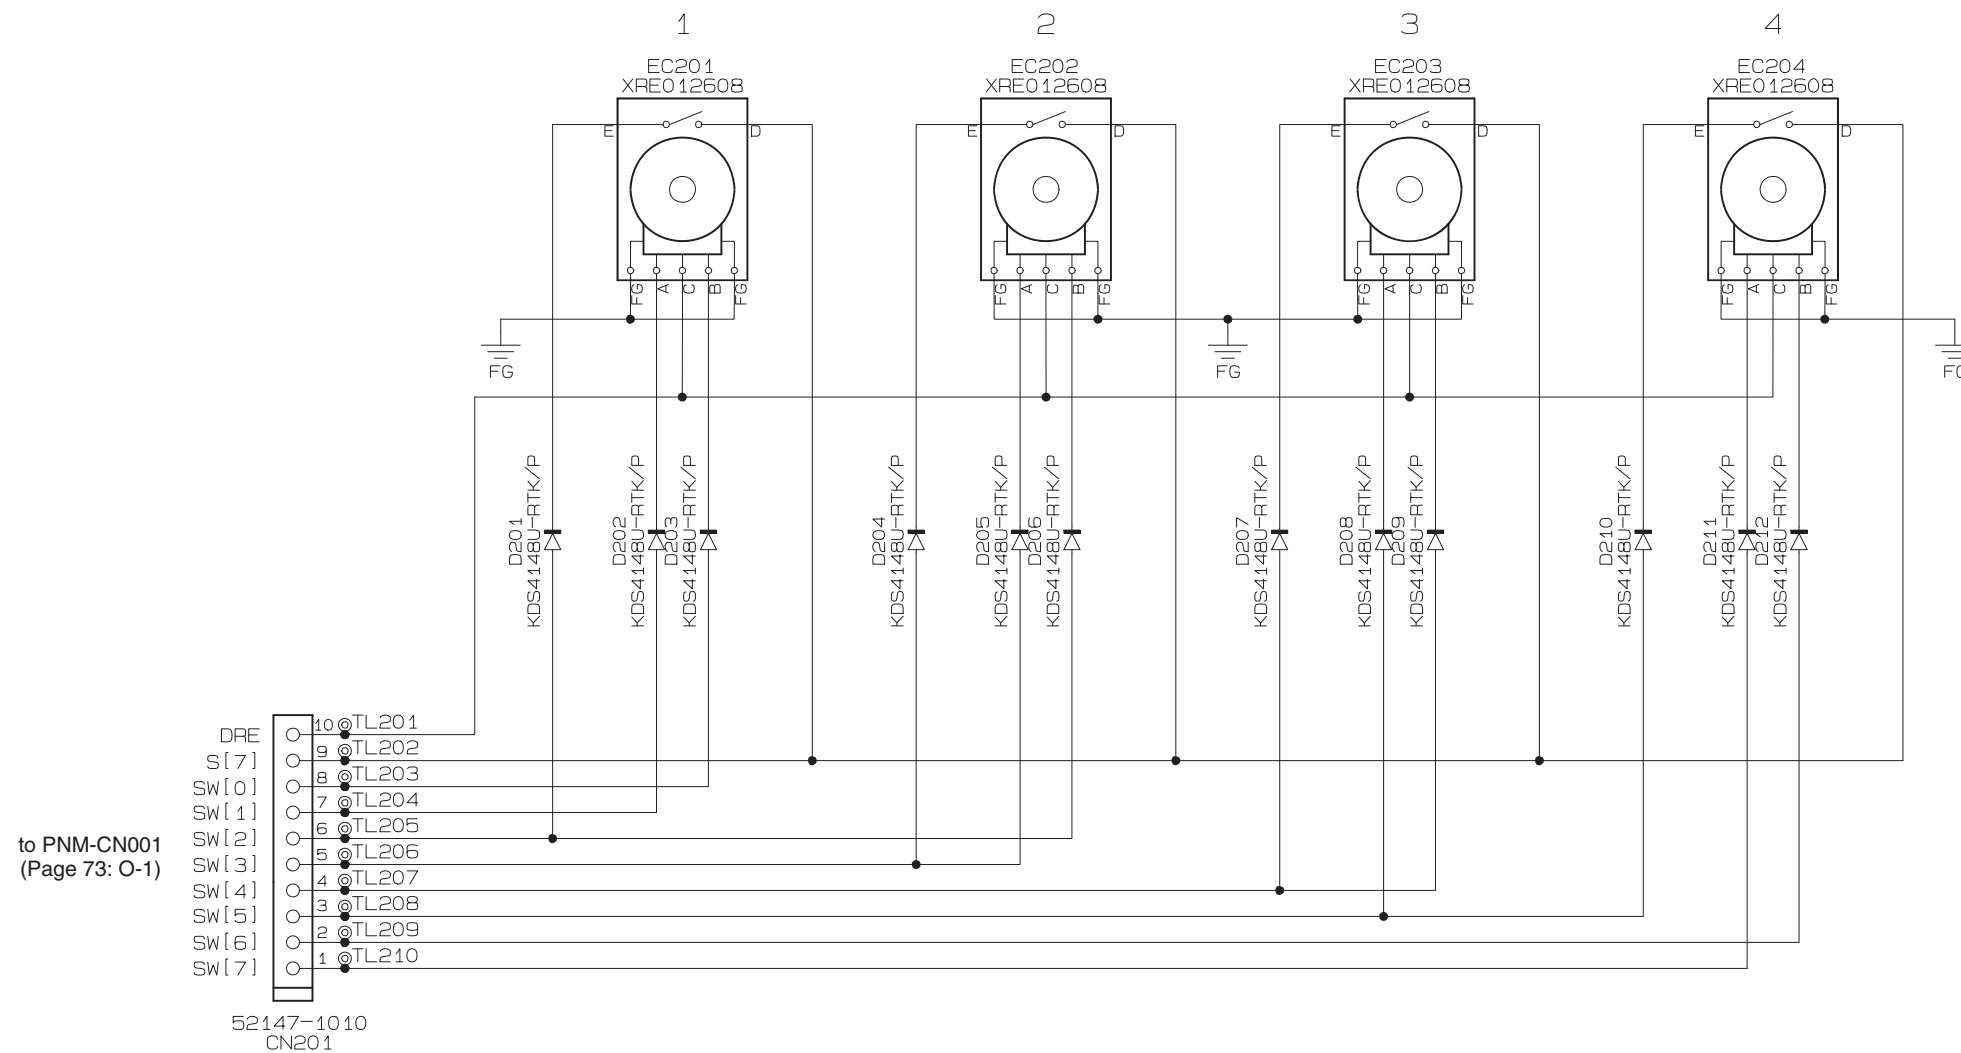 1
2
3
4
EC201
XRE012608
EC202
XRE012608
EC203
XRE012608
EC204
XRE012608
E
D
E
D
E
D
E
D
FG
A
C
B
FG
FG
A
C
B
FG
FG
A
C
B
FG
FG
A
C
B
FG
FG
FG
D201
KDS4148U-RTK/P
D202
KDS4148U-RTK/P
D203
KDS4148U-RTK/P
D204
KDS4148U-RTK/P
D205
KDS4148U-RTK/P
D206
KDS4148U-RTK/P
D207
KDS4148U-RTK/P
D208
KDS4148U-RTK/P
D209
KDS4148U-RTK/P
D210
KDS4148U-RTK/P
D211
KDS4148U-RTK/P
D212
KDS4148U-RTK/P
DRE 10 TL201
S[7] 9 TL202
SW[0] 8 TL203
SW[1] 7 TL204
SW[2] 6 TL205
SW[3] 5 TL206
SW[4] 4 TL207
SW[5] 3 TL208
SW[6] 2 TL209
SW[7] 1 TL210
to PNM-CN001
(Page 73: O-1)
52147-1010
CN201